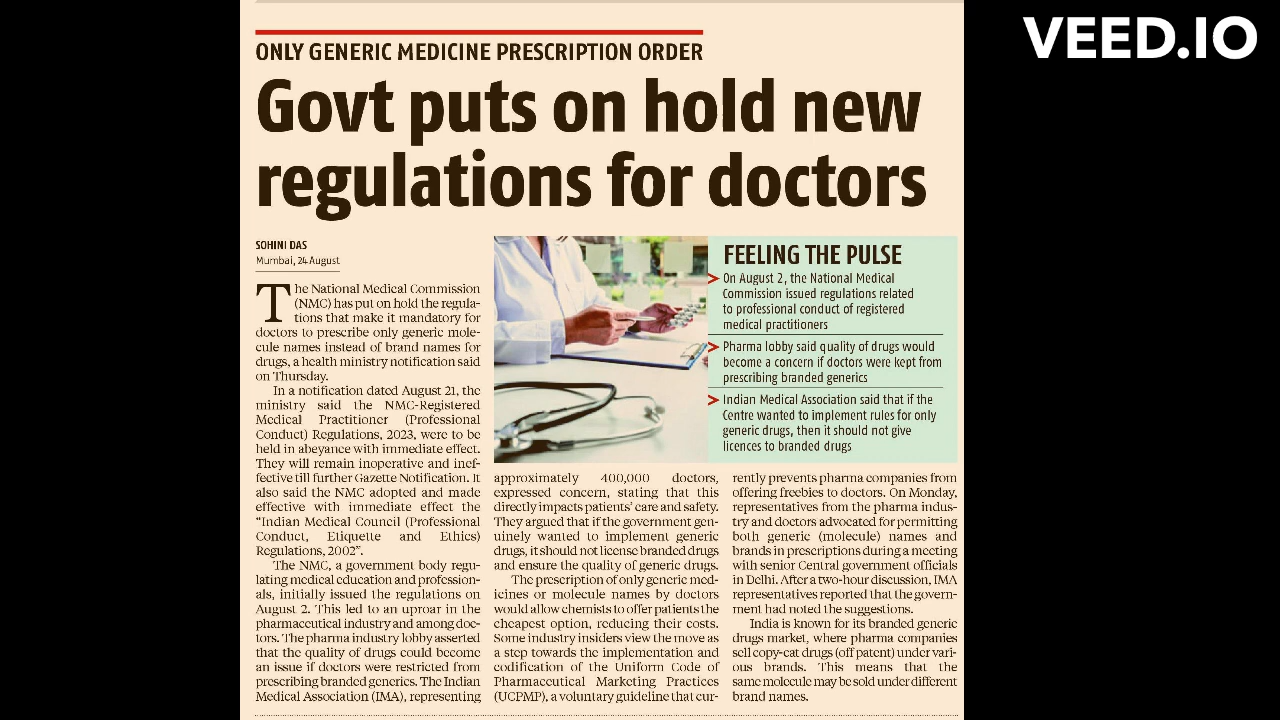 VEED.IO
ONLY GENERIC MEDICINE PRESCRIPTION ORDER
Govt puts on hold new
regulations for doctors
SOHINI DAS
Mumbai, 24 August
The National Medical Commission
(NMC) has put on hold the regula-
tions that make it mandatory for
doctors to prescribe only generic mole-
cule names instead of brand names for
drugs, a health ministry notification said
on Thursday.
In a notification dated August 21, the
ministry said the NMC-Registered
Medical Practitioner (Professional
Conduct) Regulations, 2023, were to be
held in abeyance with immediate effect.
They will remain inoperative and inef-
fective till further Gazette Notification. It
also said the NMC adopted and made
effective with immediate effect the
“Indian Medical Council (Professional
Conduct, Etiquette and Ethics)
Regulations, 2002”.
The NMC, a government body regu-
lating medical education and profession-
als, initially issued the regulations on
August 2. This led to an uproar in the
pharmaceutical industry and among doc-
tors. The pharma industry lobby asserted
that the quality of drugs could become
an issue if doctors were restricted from
prescribing branded generics. The Indian
Medical Association (IMA), representing
FEELING THE PULSE
On August 2, the National Medical
Commission issued regulations related
to professional conduct of registered
medical practitioners
Pharma lobby said quality of drugs would
become a concern if doctors were kept from
prescribing branded generics
Indian Medical Association said that if the
Centre wanted to implement rules for only
generic drugs, then it should not give
licences to branded drugs
approximately 400,000 doctors,
expressed concern, stating that this
directly impacts patients’ care and safety.
They argued that if the government gen-
uinely wanted to implement generic
drugs, it should not license branded drugs
and ensure the quality of generic drugs.
The prescription of only generic med-
icines or molecule names by doctors
would allow chemists to offer patients the
cheapest option, reducing their costs.
Some industry insiders view the move as
a step towards the implementation and
codification of the Uniform Code of
Pharmaceutical Marketing Practices
(UCPMP), a voluntary guideline that cur-
rently prevents pharma companies from
offering freebies to doctors. On Monday,
representatives from the pharma indus-
try and doctors advocated for permitting
both generic (molecule) names and
brands in prescriptions during a meeting
with senior Central government officials
in Delhi. After a two-hour discussion, IMA
representatives reported that the govern-
ment had noted the suggestions.
India is known for its branded generic
drugs market, where pharma companies
sell copy-cat drugs (off patent) under vari-
ous brands. This means that the
same molecule may be sold under different
brand names.